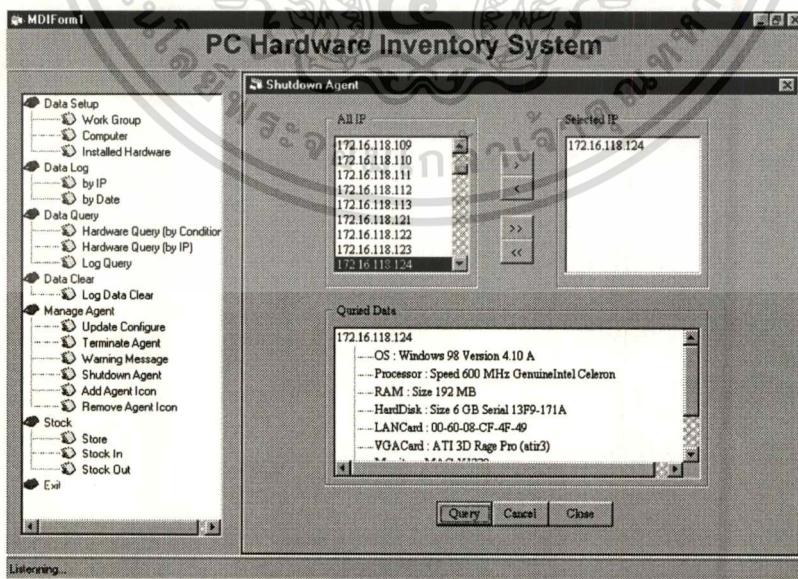 MDIForm1
PC Hardware Inventory System
Data Setup
Work Group
Computer
Installed Hardware
Data Log
by IP
by Date
Data Query
Hardware Query (by Condition
Hardware Query (by IP)
Log Query
Data Clear
Log Data Clear
Manage Agent
Update Configure
Terminate Agent
Warning Message
Shutdown Agent
Add Agent Icon
Remove Agent Icon
Stock
Store
Stock In
Stock Out
Exit
Shutdown Agent
All IP
172.16.118.109
172.16.118.110
172.16.118.111
172.16.118.112
172.16.118.113
172.16.118.121
172.16.118.122
172.16.118.123
172.16.118.124
>
<
>>
<<
Selected IP
172.16.118.124
Quried Data
172.16.118.124
OS : Windows 98 Version 4.10 A
Processor : Speed 600 MHz GenuineIntel Celeron
RAM : Size 192 MB
HardDisk : Size 6 GB Serial 13F9-171A
LANCard : 00-60-08-CF-4F-49
VGACard : ATI 3D Rage Pro (atir3)
Query
Cancel
Close
Listenning...